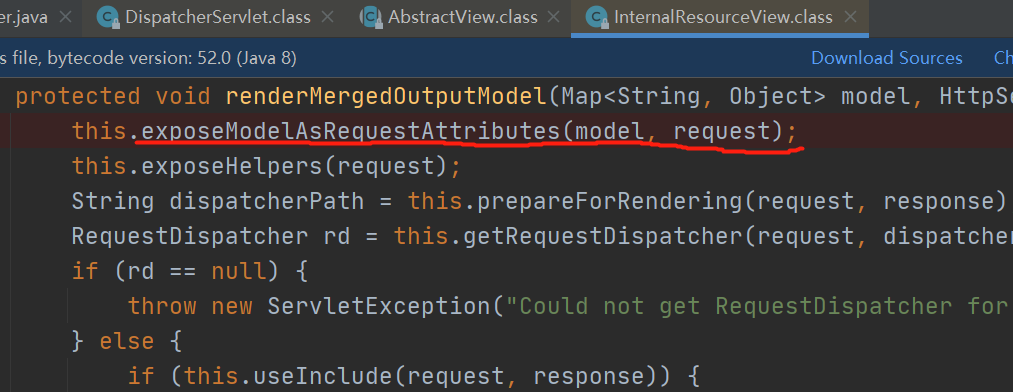 er.java DispatcherServlet.class AbstractView.class InternalResourceView.class
s file, bytecode version: 52.0 (Java 8) Download Sources Ch
protected void renderMergedOutputModel(Map<String, Object> model, HttpSe
this.exposeModelAsRequestAttributes(model, request);
this.exposeHelpers(request);
String dispatcherPath = this.prepareForRendering(request, response)
RequestDispatcher rd = this.getRequestDispatcher(request, dispatcher
if (rd == null) {
throw new ServletException("Could not get RequestDispatcher for
} else {
if (this.useInclude(request, response)) {